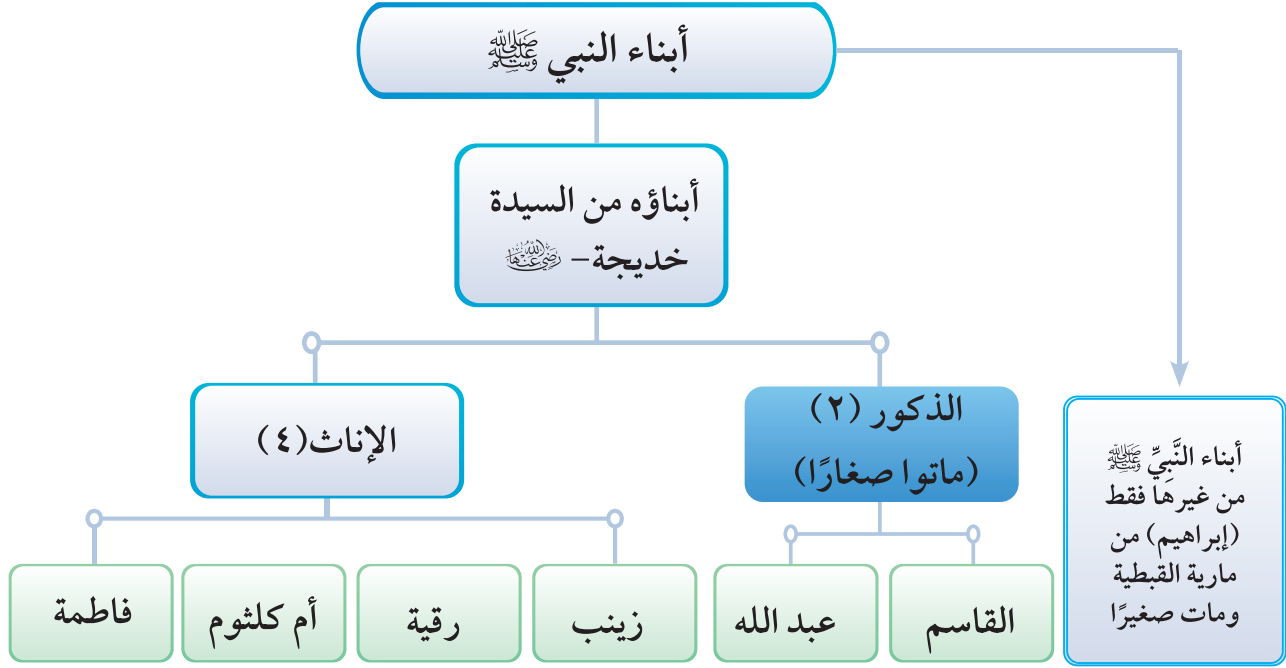 أبناء النبي ﷺ
أبناؤه من السيدة
خديجة - رضي الله عنها
الذكور (٢)
(ماتوا صغارًا)
القاسم
عبد الله
الإناث (٤)
زينب
رقية
أم كلثوم
فاطمة
أبناء النَّبِيِّ ﷺ
من غيرها فقط
(إبراهيم) من
مارية القبطية
ومات صغيرًا